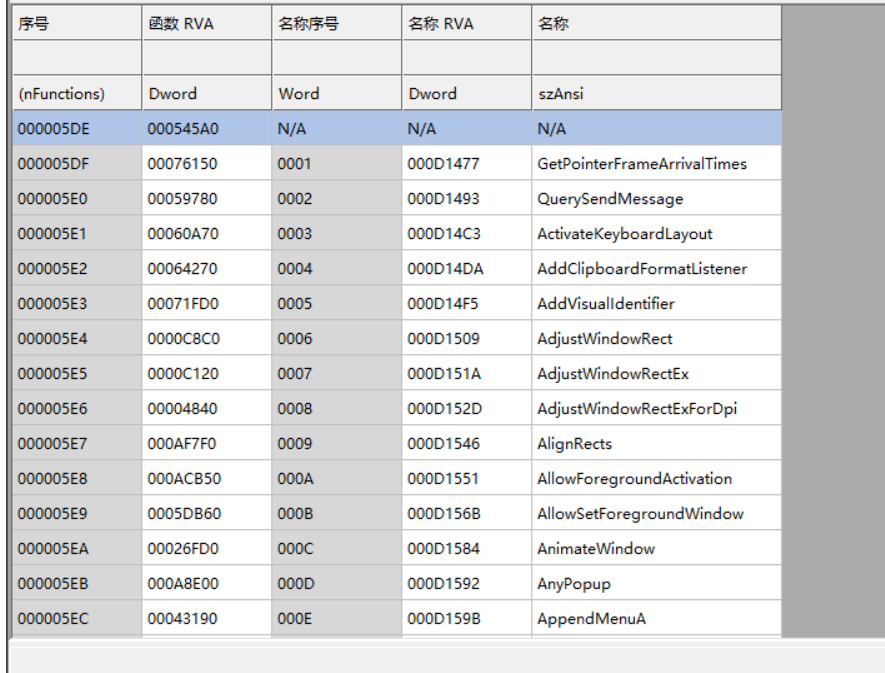 序号 函数 RVA 名称序号 名称 RVA 名称
(nFunctions) Dword Word Dword szAnsi
000005DE 000545A0 N/A N/A N/A
000005DF 00076150 0001 000D1477 GetPointerFrameArrivalTimes
000005E0 00059780 0002 000D1493 QuerySendMessage
000005E1 00060A70 0003 000D14C3 ActivateKeyboardLayout
000005E2 00064270 0004 000D14DA AddClipboardFormatListener
000005E3 00071FD0 0005 000D14F5 AddVisualIdentifier
000005E4 0000C8C0 0006 000D1509 AdjustWindowRect
000005E5 0000C120 0007 000D151A AdjustWindowRectEx
000005E6 00004840 0008 000D152D AdjustWindowRectExForDpi
000005E7 000AF7F0 0009 000D1546 AlignRects
000005E8 000ACB50 000A 000D1551 AllowForegroundActivation
000005E9 0005DB60 000B 000D156B AllowSetForegroundWindow
000005EA 00026FD0 000C 000D1584 AnimateWindow
000005EB 000A8E00 000D 000D1592 AnyPopup
000005EC 00043190 000E 000D159B AppendMenuA